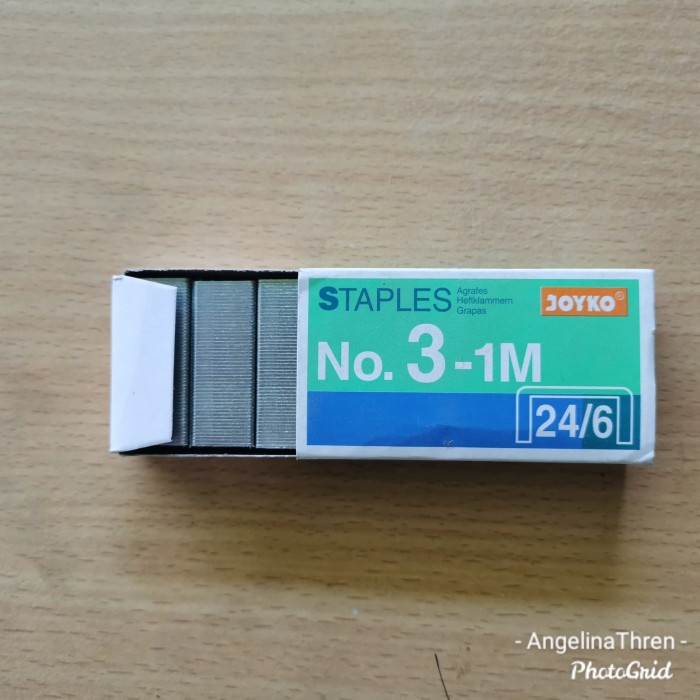 STAPLES
Agrafes
Heftklammern
Grapas
JOYKO®
No. 3-1M
24/6
- AngelinaThren -
PhotoGrid